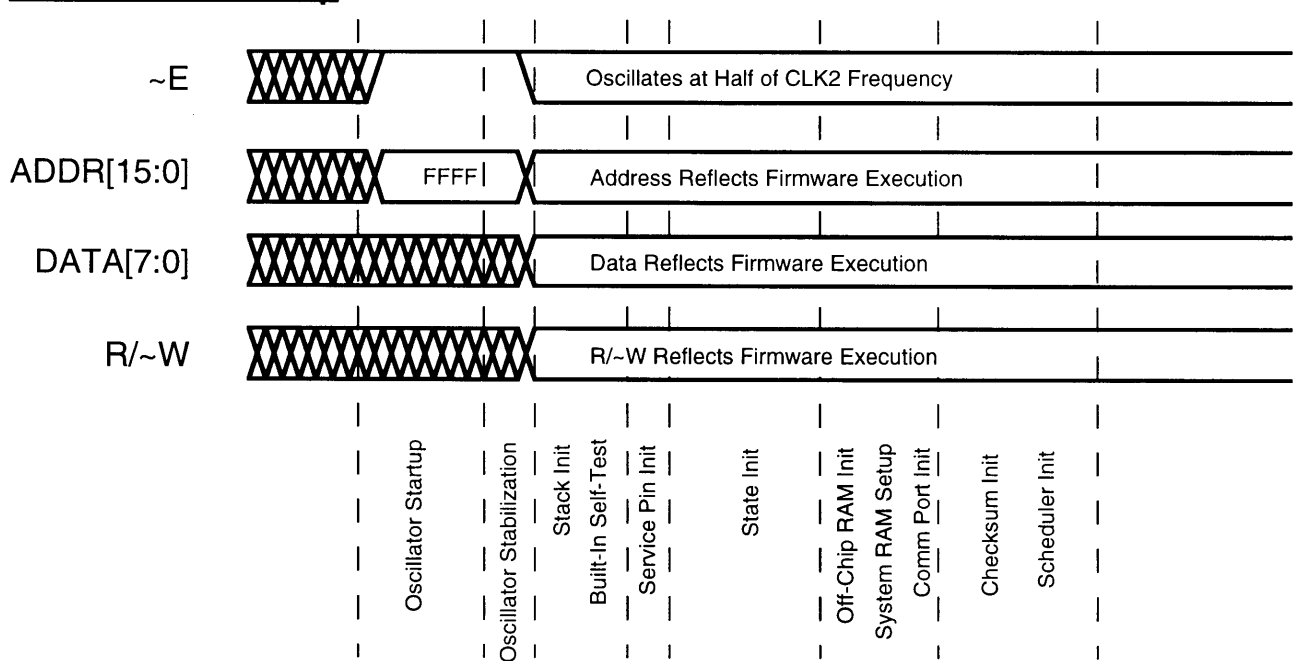 ~E
Oscillates at Half of CLK2 Frequency
ADDR[15:0]
FFFF
Address Reflects Firmware Execution
DATA[7:0]
Data Reflects Firmware Execution
R/~W
R/~W Reflects Firmware Execution
Oscillator Startup
Oscillator Stabilization
Stack Init
Built-In Self-Test
Service Pin Init
State Init
Off-Chip RAM Init
System RAM Setup
Comm Port Init
Checksum Init
Scheduler Init